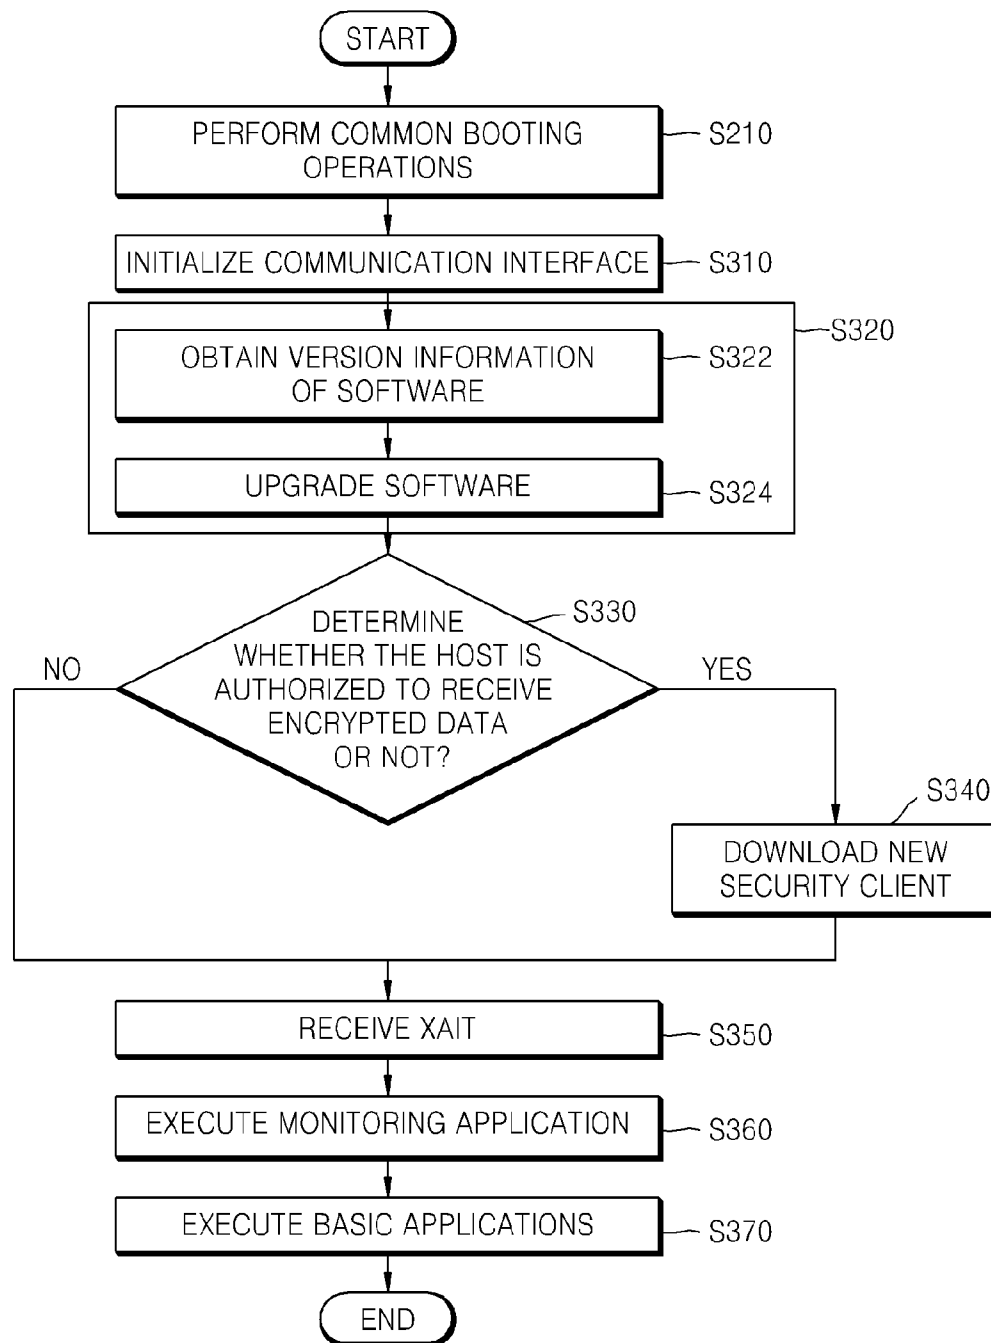 START
PERFORM COMMON BOOTING
OPERATIONS
S210
INITIALIZE COMMUNICATION INTERFACE
S310
S320
OBTAIN VERSION INFORMATION
OF SOFTWARE
S322
UPGRADE SOFTWARE
S324
S330
DETERMINE
WHETHER THE HOST IS
AUTHORIZED TO RECEIVE
ENCRYPTED DATA
OR NOT?
NO
YES
S340
DOWNLOAD NEW
SECURITY CLIENT
RECEIVE XAIT
S350
EXECUTE MONITORING APPLICATION
S360
EXECUTE BASIC APPLICATIONS
S370
END